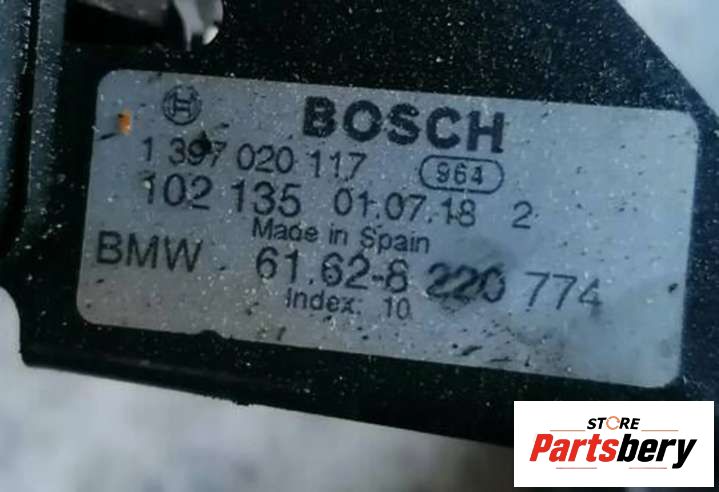 BOSCH
1 397 020 117 964
102 135 01.07.18 2
Made in Spain
BMW 61.62-8 220 774
Index: 10
STORE
Partsbery